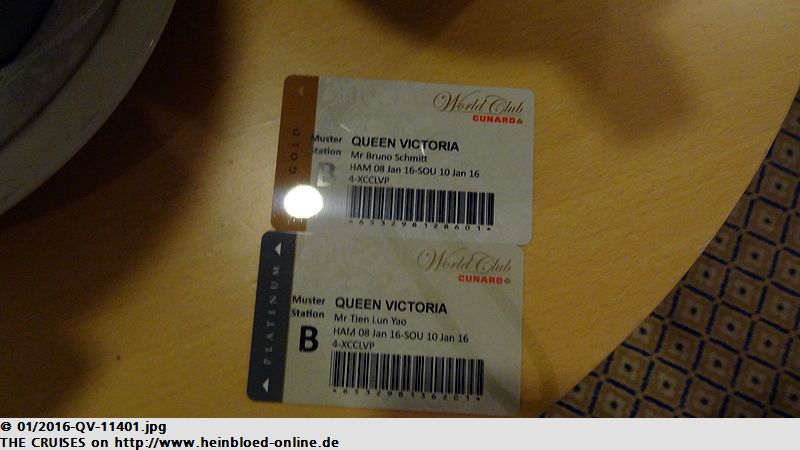 World Club
CUNARD
GOLD
Muster
Station
B
QUEEN VICTORIA
Mr Bruno Schmitt
HAM 08 Jan 16-SOU 10 Jan 16
4-XCCLVP
*653298128601*
World Club
CUNARD
PLATINUM
Muster
Station
B
QUEEN VICTORIA
Mr Tien Lun Yao
HAM 08 Jan 16-SOU 10 Jan 16
4-XCCLVP
*653298136201*
© 01/2016-QV-11401.jpg
THE CRUISES on http://www.heinbloed-online.de